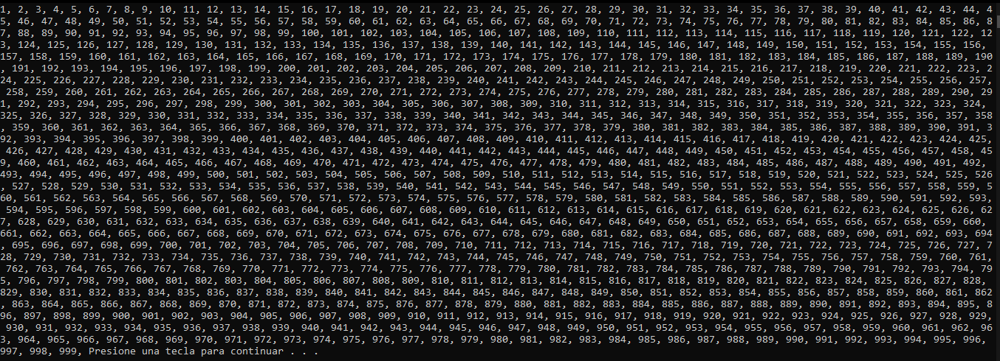 1, 2, 3, 4, 5, 6, 7, 8, 9, 10, 11, 12, 13, 14, 15, 16, 17, 18, 19, 20, 21, 22, 23, 24, 25, 26, 27, 28, 29, 30, 31, 32, 33, 34, 35, 36, 37, 38, 39, 40, 41, 42, 43, 44, 4
5, 46, 47, 48, 49, 50, 51, 52, 53, 54, 55, 56, 57, 58, 59, 60, 61, 62, 63, 64, 65, 66, 67, 68, 69, 70, 71, 72, 73, 74, 75, 76, 77, 78, 79, 80, 81, 82, 83, 84, 85, 86, 8
7, 88, 89, 90, 91, 92, 93, 94, 95, 96, 97, 98, 99, 100, 101, 102, 103, 104, 105, 106, 107, 108, 109, 110, 111, 112, 113, 114, 115, 116, 117, 118, 119, 120, 121, 122, 12
3, 124, 125, 126, 127, 128, 129, 130, 131, 132, 133, 134, 135, 136, 137, 138, 139, 140, 141, 142, 143, 144, 145, 146, 147, 148, 149, 150, 151, 152, 153, 154, 155, 156,
157, 158, 159, 160, 161, 162, 163, 164, 165, 166, 167, 168, 169, 170, 171, 172, 173, 174, 175, 176, 177, 178, 179, 180, 181, 182, 183, 184, 185, 186, 187, 188, 189, 190
, 191, 192, 193, 194, 195, 196, 197, 198, 199, 200, 201, 202, 203, 204, 205, 206, 207, 208, 209, 210, 211, 212, 213, 214, 215, 216, 217, 218, 219, 220, 221, 222, 223, 2
24, 225, 226, 227, 228, 229, 230, 231, 232, 233, 234, 235, 236, 237, 238, 239, 240, 241, 242, 243, 244, 245, 246, 247, 248, 249, 250, 251, 252, 253, 254, 255, 256, 257,
258, 259, 260, 261, 262, 263, 264, 265, 266, 267, 268, 269, 270, 271, 272, 273, 274, 275, 276, 277, 278, 279, 280, 281, 282, 283, 284, 285, 286, 287, 288, 289, 290, 29
1, 292, 293, 294, 295, 296, 297, 298, 299, 300, 301, 302, 303, 304, 305, 306, 307, 308, 309, 310, 311, 312, 313, 314, 315, 316, 317, 318, 319, 320, 321, 322, 323, 324,
325, 326, 327, 328, 329, 330, 331, 332, 333, 334, 335, 336, 337, 338, 339, 340, 341, 342, 343, 344, 345, 346, 347, 348, 349, 350, 351, 352, 353, 354, 355, 356, 357, 358
, 359, 360, 361, 362, 363, 364, 365, 366, 367, 368, 369, 370, 371, 372, 373, 374, 375, 376, 377, 378, 379, 380, 381, 382, 383, 384, 385, 386, 387, 388, 389, 390, 391, 3
92, 393, 394, 395, 396, 397, 398, 399, 400, 401, 402, 403, 404, 405, 406, 407, 408, 409, 410, 411, 412, 413, 414, 415, 416, 417, 418, 419, 420, 421, 422, 423, 424, 425,
426, 427, 428, 429, 430, 431, 432, 433, 434, 435, 436, 437, 438, 439, 440, 441, 442, 443, 444, 445, 446, 447, 448, 449, 450, 451, 452, 453, 454, 455, 456, 457, 458, 45
9, 460, 461, 462, 463, 464, 465, 466, 467, 468, 469, 470, 471, 472, 473, 474, 475, 476, 477, 478, 479, 480, 481, 482, 483, 484, 485, 486, 487, 488, 489, 490, 491, 492,
493, 494, 495, 496, 497, 498, 499, 500, 501, 502, 503, 504, 505, 506, 507, 508, 509, 510, 511, 512, 513, 514, 515, 516, 517, 518, 519, 520, 521, 522, 523, 524, 525, 526
, 527, 528, 529, 530, 531, 532, 533, 534, 535, 536, 537, 538, 539, 540, 541, 542, 543, 544, 545, 546, 547, 548, 549, 550, 551, 552, 553, 554, 555, 556, 557, 558, 559, 5
60, 561, 562, 563, 564, 565, 566, 567, 568, 569, 570, 571, 572, 573, 574, 575, 576, 577, 578, 579, 580, 581, 582, 583, 584, 585, 586, 587, 588, 589, 590, 591, 592, 593,
594, 595, 596, 597, 598, 599, 600, 601, 602, 603, 604, 605, 606, 607, 608, 609, 610, 611, 612, 613, 614, 615, 616, 617, 618, 619, 620, 621, 622, 623, 624, 625, 626, 62
7, 628, 629, 630, 631, 632, 633, 634, 635, 636, 637, 638, 639, 640, 641, 642, 643, 644, 645, 646, 647, 648, 649, 650, 651, 652, 653, 654, 655, 656, 657, 658, 659, 660,
661, 662, 663, 664, 665, 666, 667, 668, 669, 670, 671, 672, 673, 674, 675, 676, 677, 678, 679, 680, 681, 682, 683, 684, 685, 686, 687, 688, 689, 690, 691, 692, 693, 694
, 695, 696, 697, 698, 699, 700, 701, 702, 703, 704, 705, 706, 707, 708, 709, 710, 711, 712, 713, 714, 715, 716, 717, 718, 719, 720, 721, 722, 723, 724, 725, 726, 727, 7
28, 729, 730, 731, 732, 733, 734, 735, 736, 737, 738, 739, 740, 741, 742, 743, 744, 745, 746, 747, 748, 749, 750, 751, 752, 753, 754, 755, 756, 757, 758, 759, 760, 761,
762, 763, 764, 765, 766, 767, 768, 769, 770, 771, 772, 773, 774, 775, 776, 777, 778, 779, 780, 781, 782, 783, 784, 785, 786, 787, 788, 789, 790, 791, 792, 793, 794, 79
5, 796, 797, 798, 799, 800, 801, 802, 803, 804, 805, 806, 807, 808, 809, 810, 811, 812, 813, 814, 815, 816, 817, 818, 819, 820, 821, 822, 823, 824, 825, 826, 827, 828,
829, 830, 831, 832, 833, 834, 835, 836, 837, 838, 839, 840, 841, 842, 843, 844, 845, 846, 847, 848, 849, 850, 851, 852, 853, 854, 855, 856, 857, 858, 859, 860, 861, 862
, 863, 864, 865, 866, 867, 868, 869, 870, 871, 872, 873, 874, 875, 876, 877, 878, 879, 880, 881, 882, 883, 884, 885, 886, 887, 888, 889, 890, 891, 892, 893, 894, 895, 8
96, 897, 898, 899, 900, 901, 902, 903, 904, 905, 906, 907, 908, 909, 910, 911, 912, 913, 914, 915, 916, 917, 918, 919, 920, 921, 922, 923, 924, 925, 926, 927, 928, 929,
930, 931, 932, 933, 934, 935, 936, 937, 938, 939, 940, 941, 942, 943, 944, 945, 946, 947, 948, 949, 950, 951, 952, 953, 954, 955, 956, 957, 958, 959, 960, 961, 962, 96
3, 964, 965, 966, 967, 968, 969, 970, 971, 972, 973, 974, 975, 976, 977, 978, 979, 980, 981, 982, 983, 984, 985, 986, 987, 988, 989, 990, 991, 992, 993, 994, 995, 996,
997, 998, 999, Presione una tecla para continuar . . .